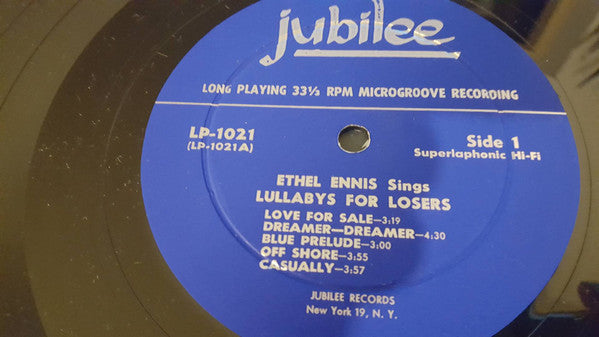 jubilee
LONG PLAYING 33⅓ RPM MICROGROOVE RECORDING
LP-1021
(LP-1021A)
Side 1
Superlaphonic Hi-Fi
ETHEL ENNIS Sings
LULLABYS FOR LOSERS
LOVE FOR SALE—3:19
DREAMER—DREAMER—4:30
BLUE PRELUDE—3:00
OFF SHORE—3:55
CASUALLY—3:57
JUBILEE RECORDS
New York 19, N. Y.